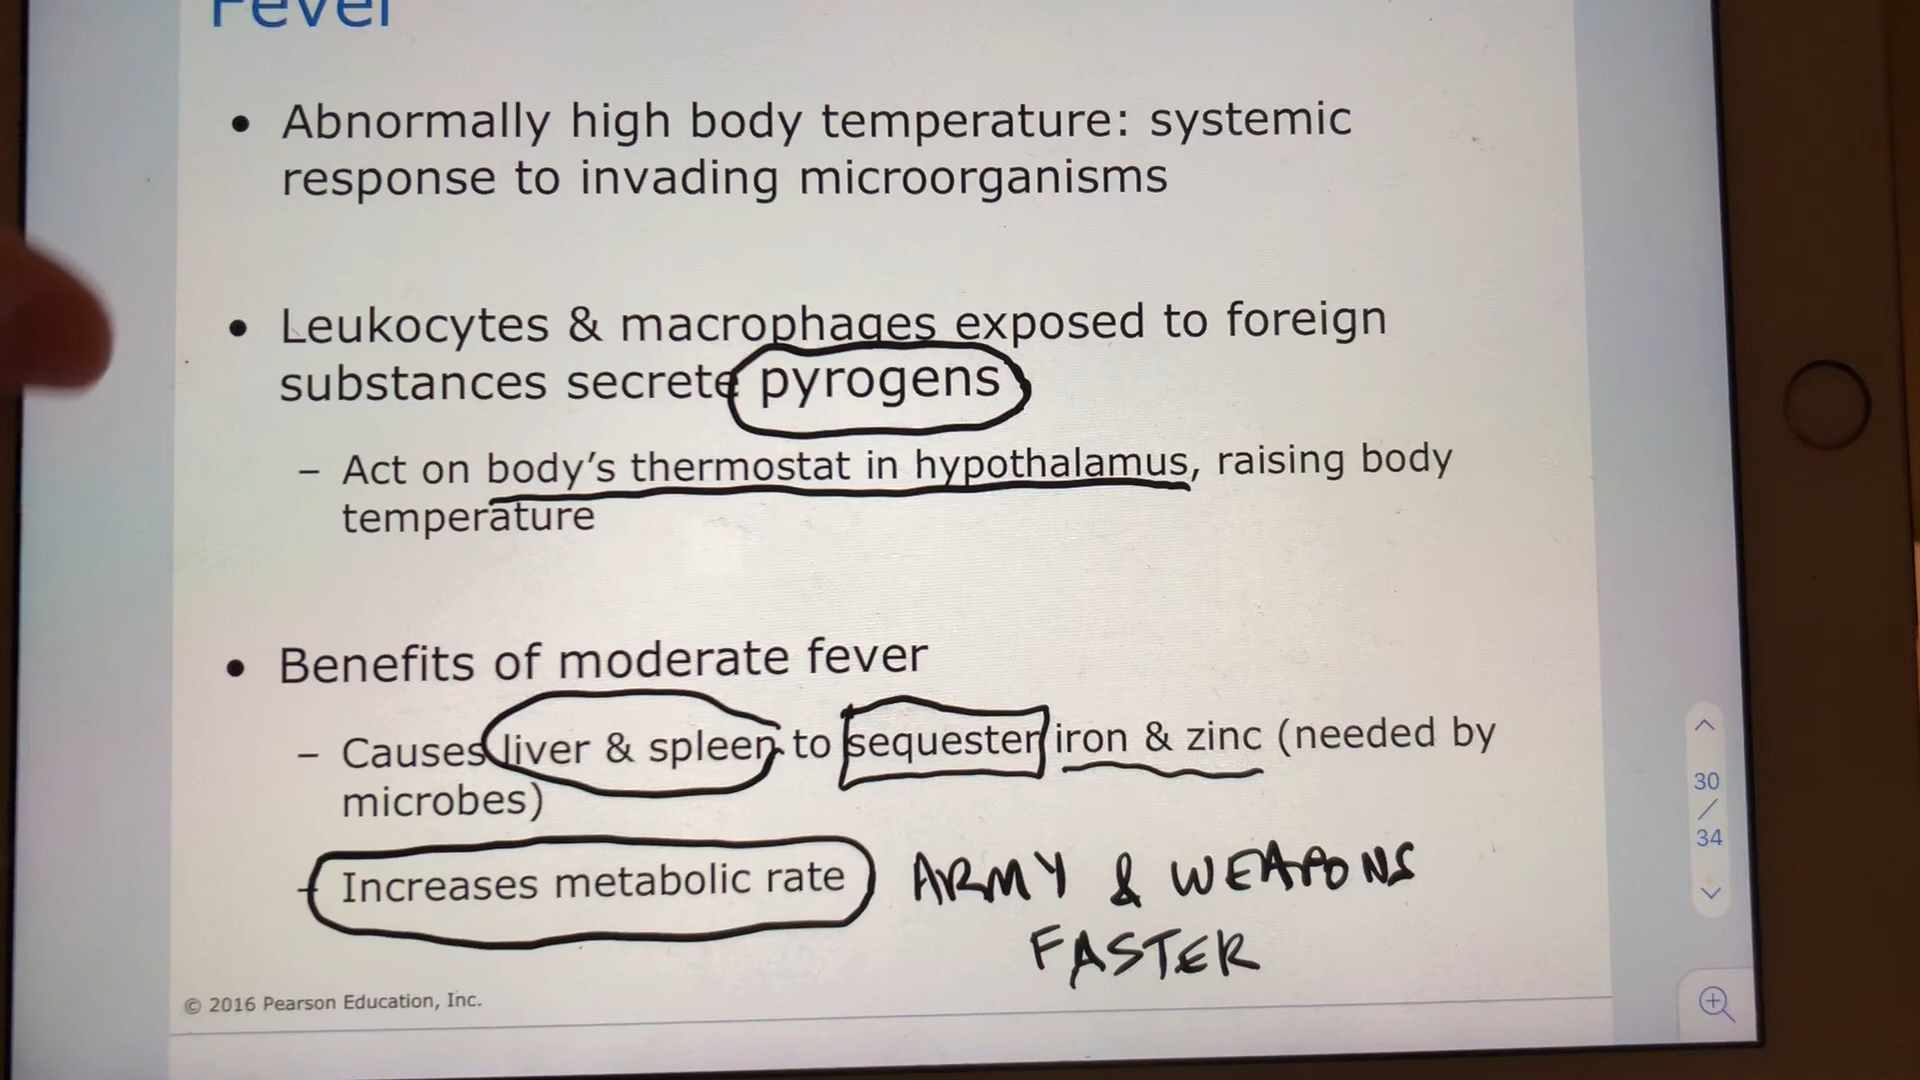 Fever
• Abnormally high body temperature: systemic
response to invading microorganisms
• Leukocytes & macrophages exposed to foreign
substances secrete pyrogens
– Act on body's thermostat in hypothalamus, raising body
temperature
• Benefits of moderate fever
– Causes liver & spleen to sequester iron & zinc (needed by
microbes)
– Increases metabolic rate ARMY & WEAPONS
FASTER
30
/
34
© 2016 Pearson Education, Inc.